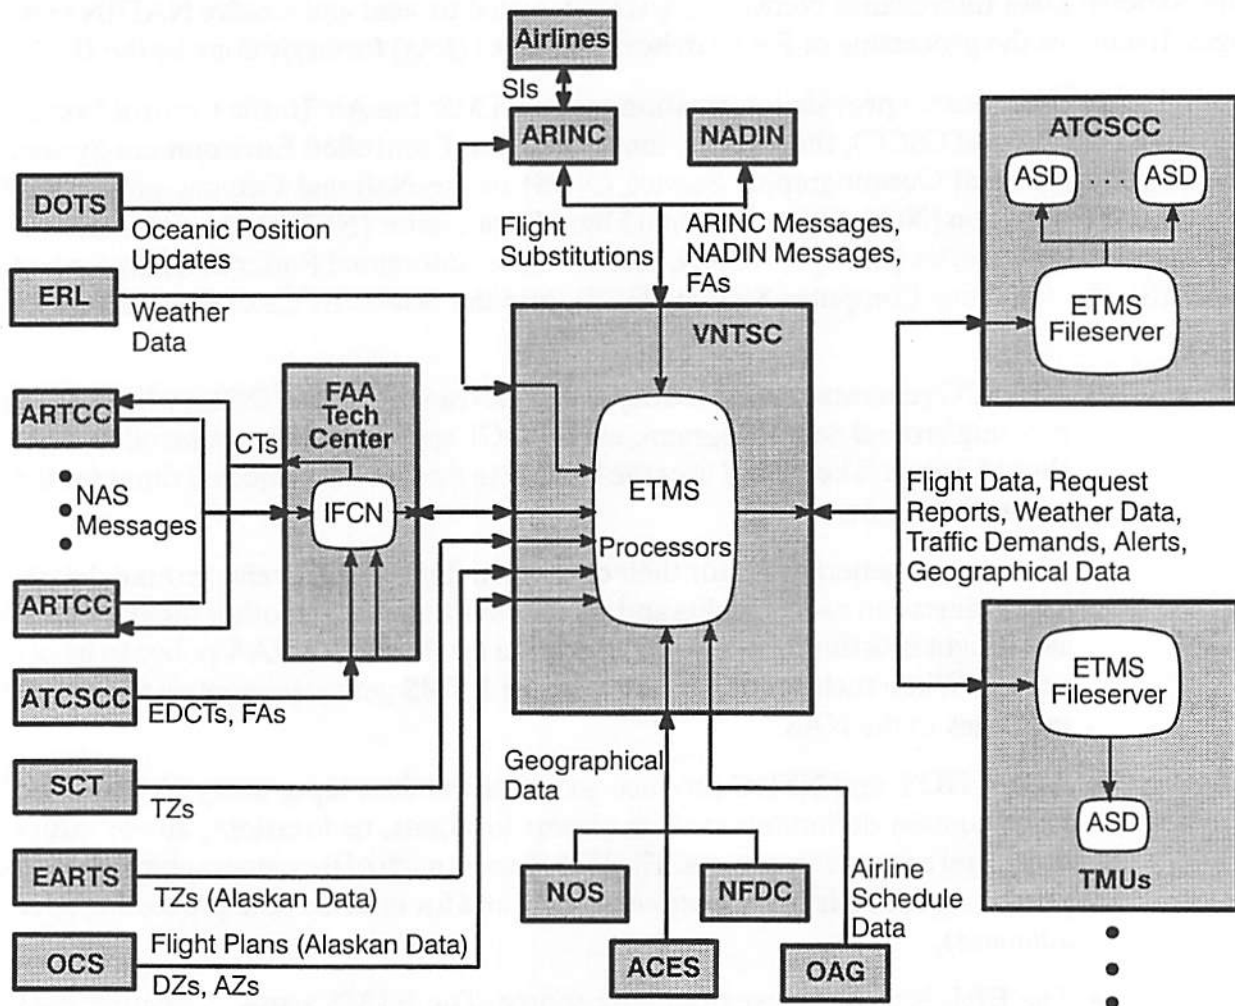 Airlines
SIs
ARINC
NADIN
DOTS
Oceanic Position
Updates
Flight
Substitutions
ARINC Messages,
NADIN Messages,
FAs
ERL
Weather
Data
ATCSCC
ASD
ASD
ETMS
Fileserver
VNTSC
ETMS
Processors
FAA
Tech
Center
IFCN
ARTCC
CTs
NAS
Messages
ARTCC
ATCSCC
EDCTs, FAs
Flight Data, Request
Reports, Weather Data,
Traffic Demands, Alerts,
Geographical Data
ETMS
Fileserver
ASD
TMUs
SCT
TZs
EARTS
TZs (Alaskan Data)
OCS
Flight Plans (Alaskan Data)
DZs, AZs
Geographical
Data
NOS
NFDC
ACES
OAG
Airline
Schedule
Data